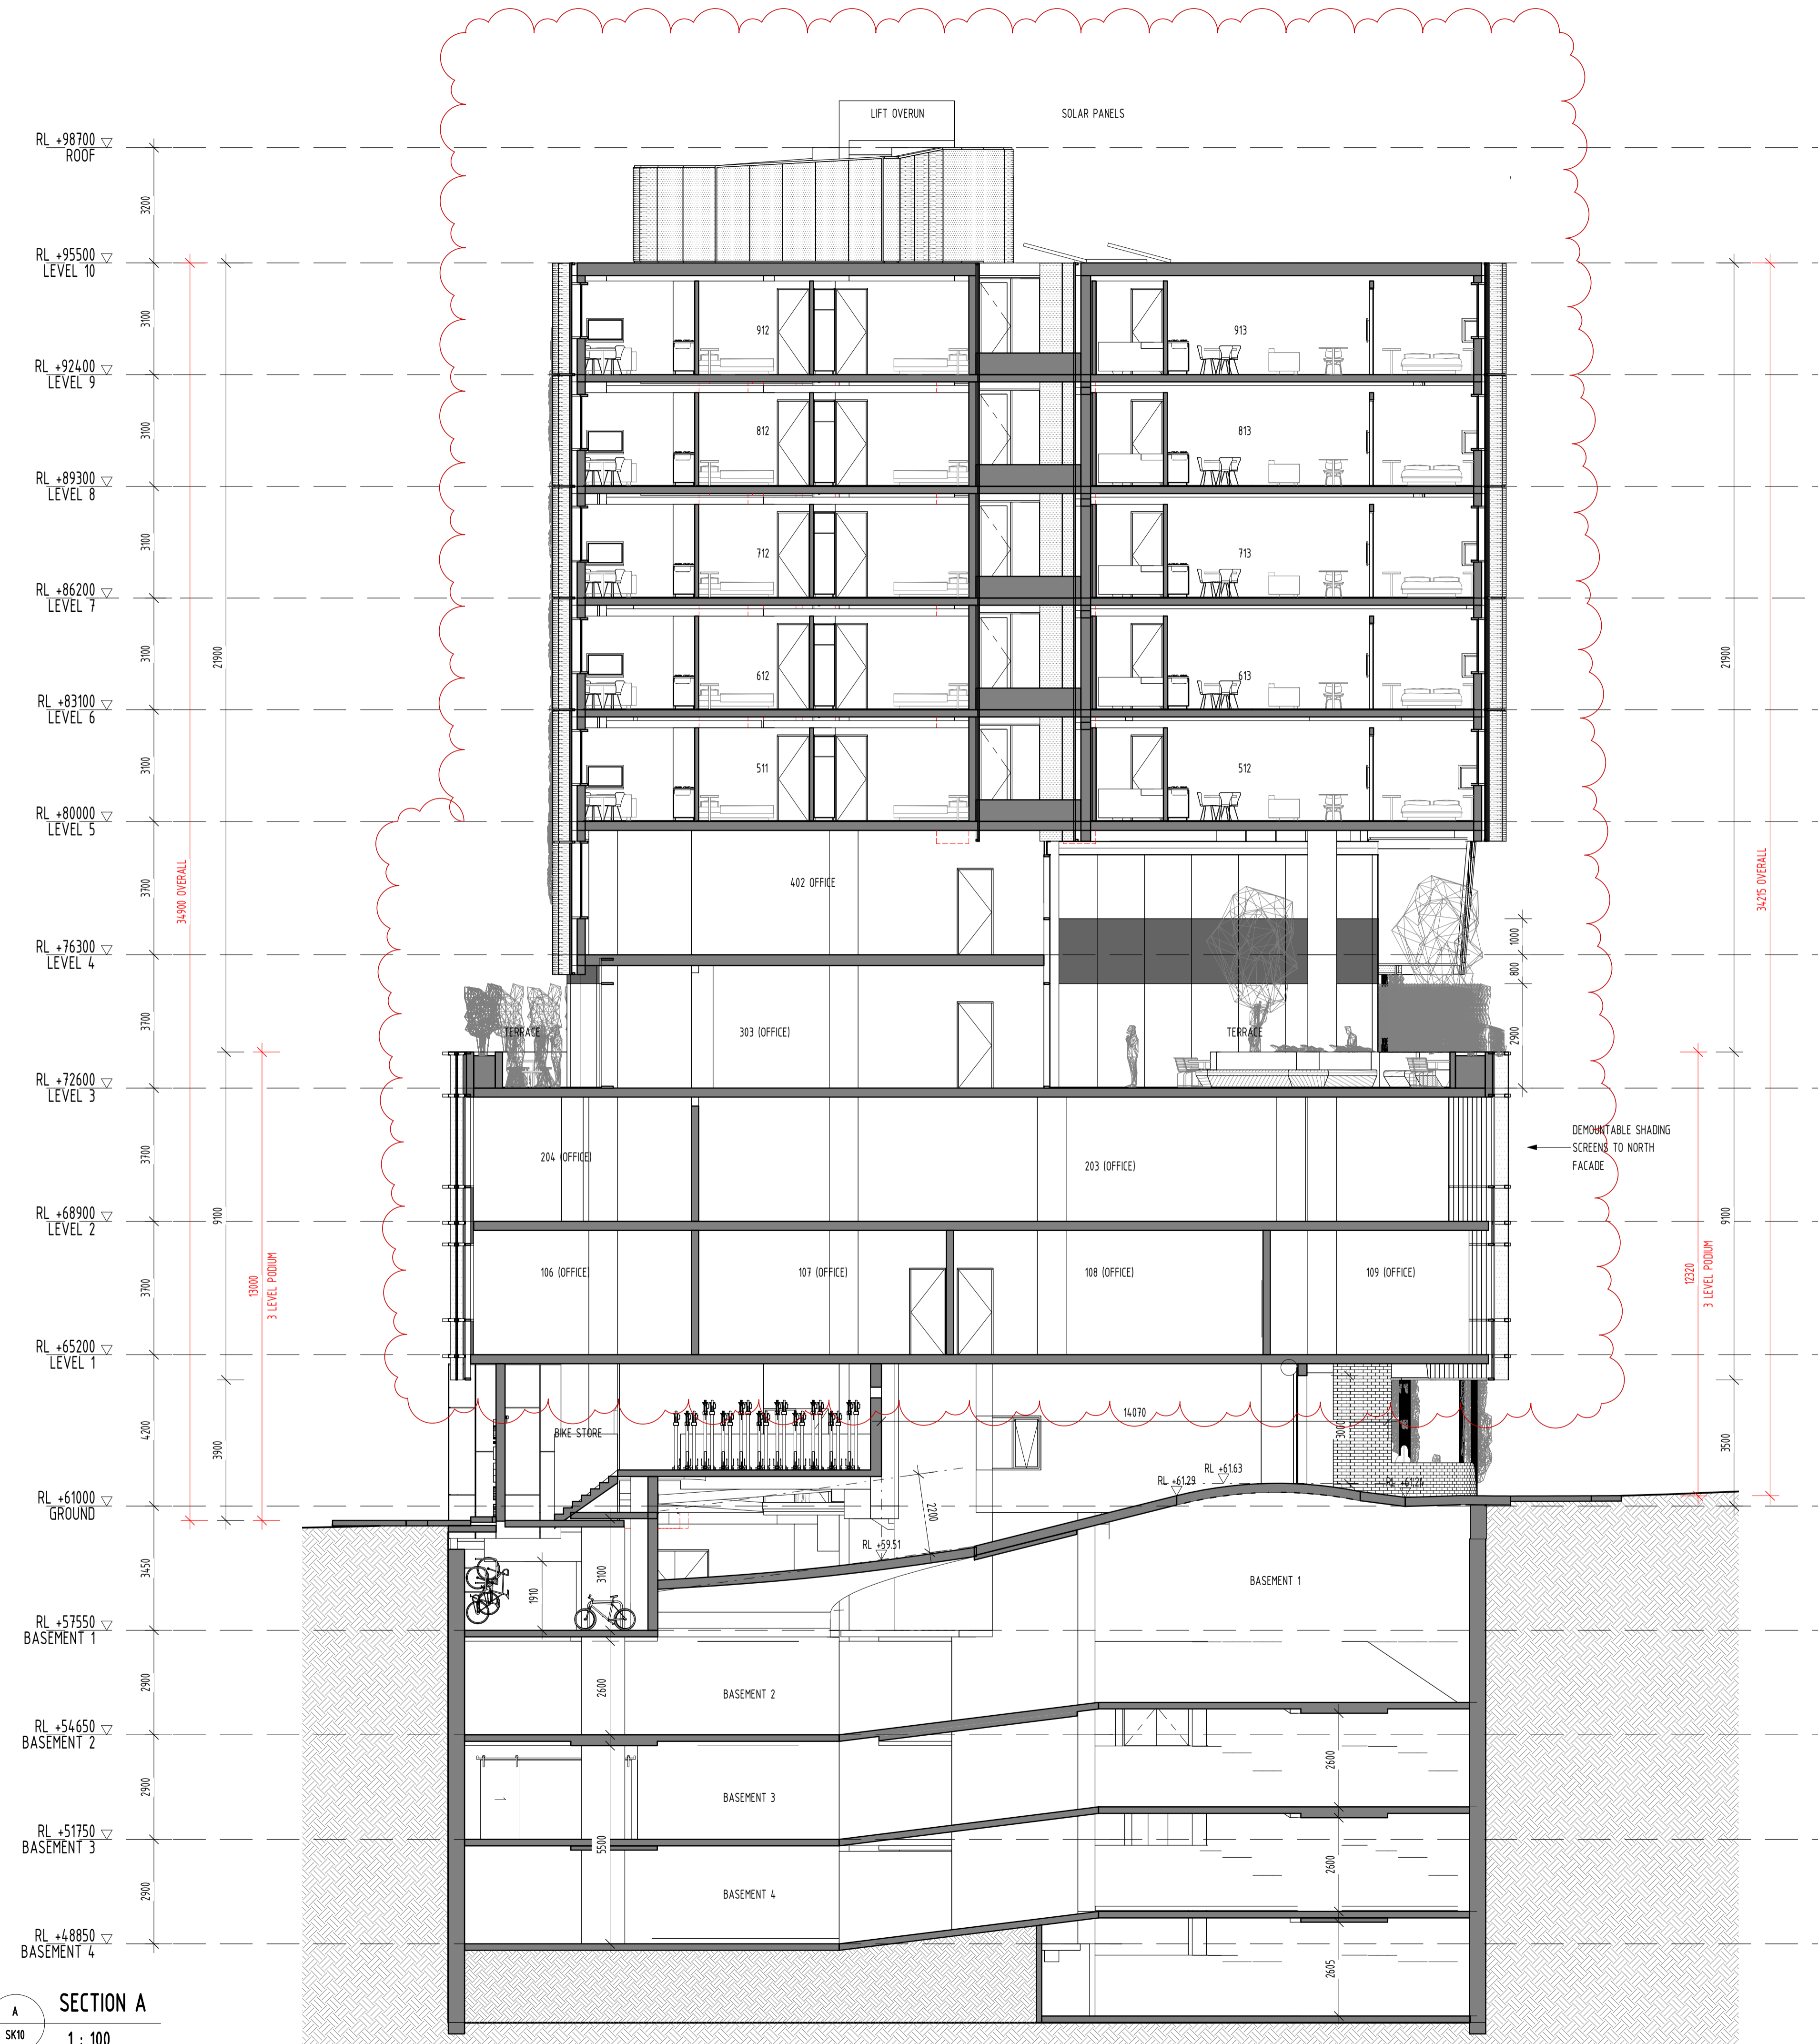 LIFT OVERUN
SOLAR PANELS
RL +98700
ROOF
3200
RL +95500
LEVEL 10
3100
912
913
RL +92400
LEVEL 9
3100
812
813
RL +89300
LEVEL 8
3100
712
713
RL +86200
LEVEL 7
3100
21900
21900
612
613
RL +83100
LEVEL 6
3100
511
512
RL +80000
LEVEL 5
3700
34900 OVERALL
402 OFFICE
34215 OVERALL
1000
RL +76300
LEVEL 4
800
3700
TERRACE
303 (OFFICE)
TERRACE
2900
RL +72600
LEVEL 3
3700
204 (OFFICE)
203 (OFFICE)
DEMOUNTABLE SHADING
SCREENS TO NORTH
FACADE
RL +68900
LEVEL 2
9100
9100
3700
13000
3 LEVEL PODIUM
106 (OFFICE)
107 (OFFICE)
108 (OFFICE)
109 (OFFICE)
12320
3 LEVEL PODIUM
RL +65200
LEVEL 1
4200
3900
BIKE STORE
14070
3000
3500
RL +61.29
RL +61.63
RL +61.24
RL +61000
GROUND
2200
3450
RL +59.51
1910
3100
BASEMENT 1
RL +57550
BASEMENT 1
2900
2600
BASEMENT 2
RL +54650
BASEMENT 2
2900
2600
BASEMENT 3
RL +51750
BASEMENT 3
5500
2900
2600
BASEMENT 4
RL +48850
BASEMENT 4
2605
A
SK10
SECTION A
1 : 100